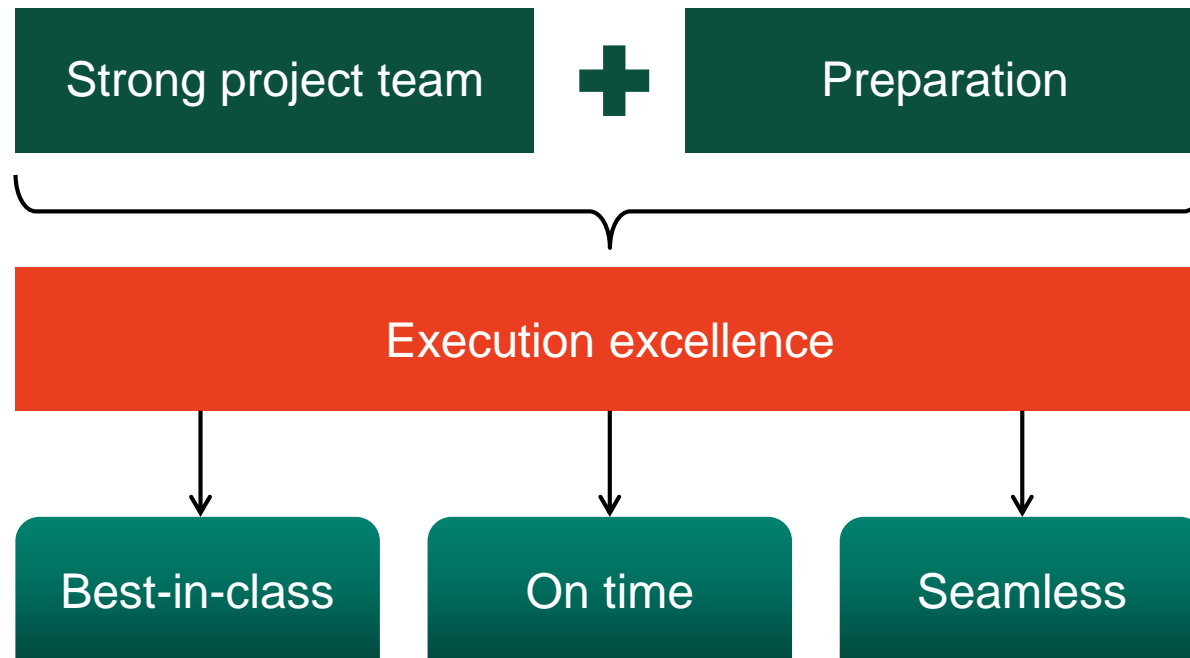 Strong project team
Preparation
Execution excellence
Best-in-class
On time
Seamless